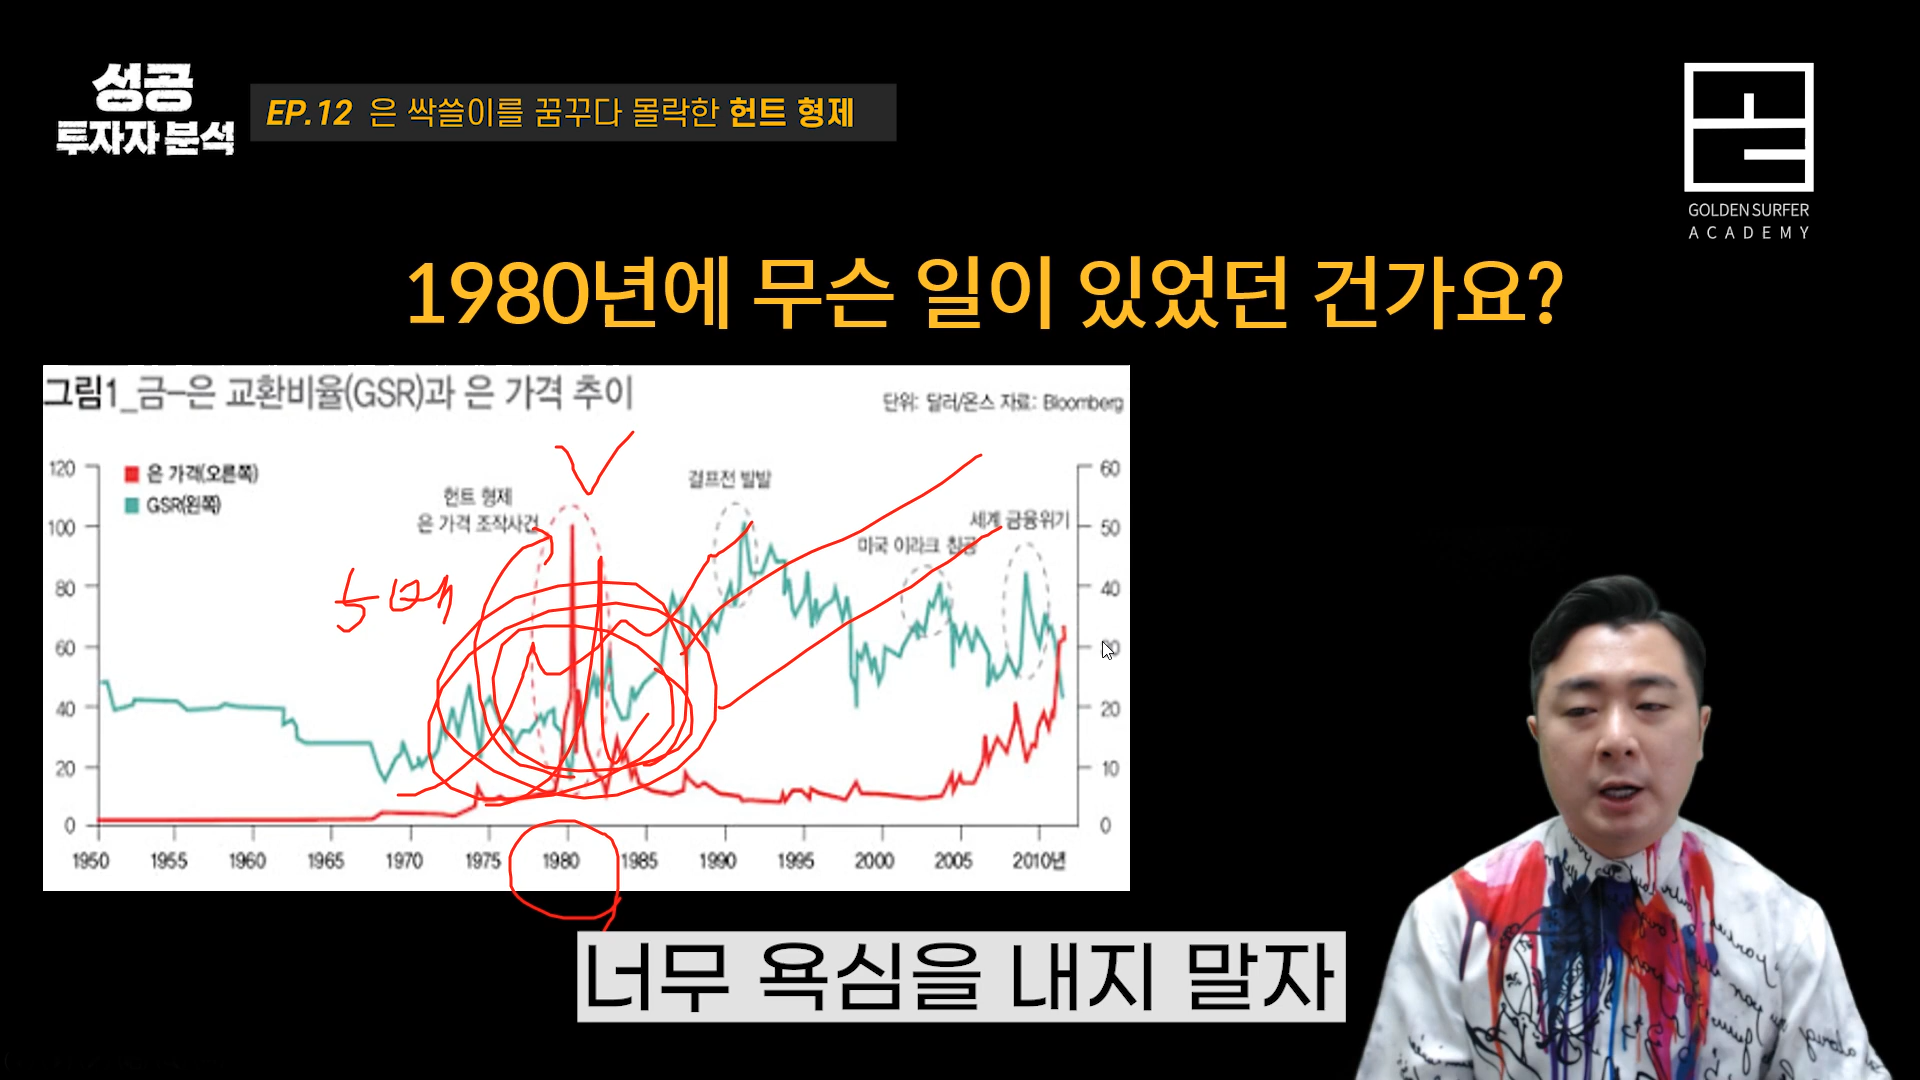 성공
투자자 분석
EP.12 은 싹쓸이를 꿈꾸다 몰락한 헌트 형제
GOLDEN SURFER
ACADEMY
1980년에 무슨 일이 있었던 건가요?
그림1_금-은 교환비율(GSR)과 은 가격 추이
단위: 달러/온스 자료: Bloomberg
은 가격(오른쪽)
GSR(왼쪽)
헌트 형제
은 가격 조작사건
걸프전 발발
미국 이라크 침공
세계 금융위기
5배
120
100
80
60
40
20
0
60
50
40
30
20
10
0
1950 1955 1960 1965 1970 1975 1980 1985 1990 1995 2000 2005 2010년
너무 욕심을 내지 말자